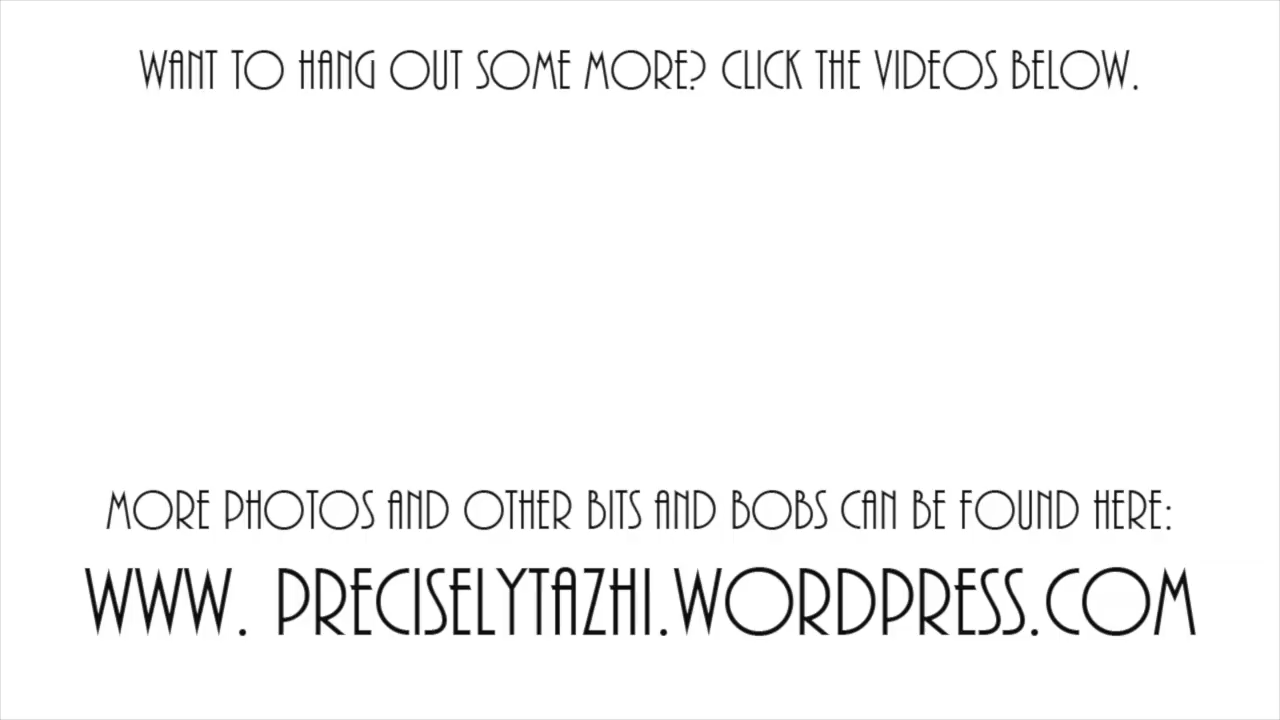 WANT TO HANG OUT SOME MORE? CLICK THE VIDEOS BELOW.
MORE PHOTOS AND OTHER BITS AND BOBS CAN BE FOUND HERE:
WWW. PRECISELYTAZHI.WORDPRESS.COM